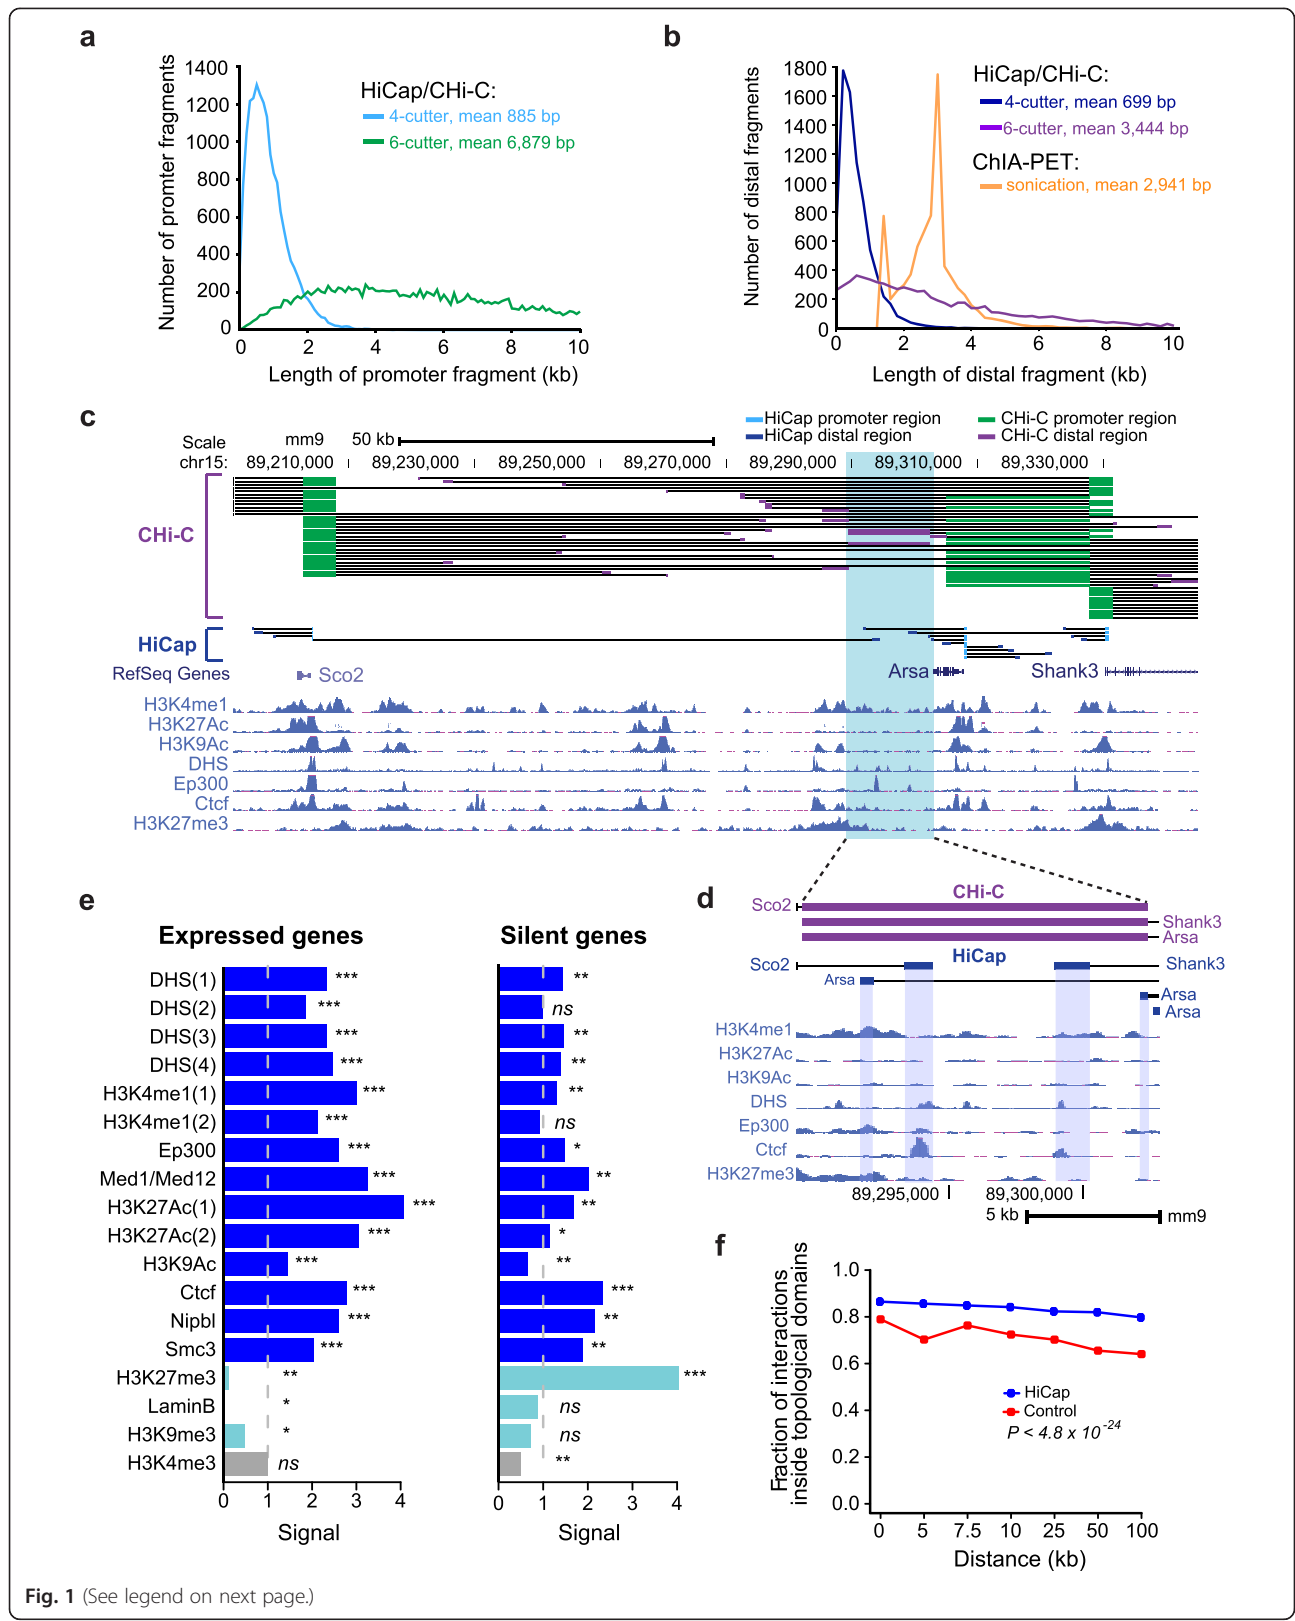 a
1400
1200
1000
800
600
400
200
0
Number of promter fragments
HiCap/CHi-C:
4-cutter, mean 885 bp
6-cutter, mean 6,879 bp
0 2 4 6 8 10
Length of promoter fragment (kb)
b
1800
1600
1400
1200
1000
800
600
400
200
0
Number of distal fragments
HiCap/CHi-C:
4-cutter, mean 699 bp
6-cutter, mean 3,444 bp
ChIA-PET:
sonication, mean 2,941 bp
0 2 4 6 8 10
Length of distal fragment (kb)
c
HiCap promoter region
HiCap distal region
CHi-C promoter region
CHi-C distal region
Scale mm9 50 kb
chr15: 89,210,000 89,230,000 89,250,000 89,270,000 89,290,000 89,310,000 89,330,000
CHi-C
HiCap
RefSeq Genes Sco2 Arsa Shank3
H3K4me1
H3K27Ac
H3K9Ac
DHS
Ep300
Ctcf
H3K27me3
d
CHi-C
Sco2
Shank3
Arsa
HiCap
Sco2 Shank3
Arsa
Arsa
Arsa
H3K4me1
H3K27Ac
H3K9Ac
DHS
Ep300
Ctcf
H3K27me3
89,295,000 89,300,000
5 kb mm9
e
Expressed genes Silent genes
DHS(1) *** **
DHS(2) *** ns
DHS(3) *** **
DHS(4) *** **
H3K4me1(1) *** **
H3K4me1(2) *** ns
Ep300 *** *
Med1/Med12 *** **
H3K27Ac(1) *** **
H3K27Ac(2) *** *
H3K9Ac *** **
Ctcf *** ***
Nipbl *** **
Smc3 *** **
H3K27me3 ** ***
LaminB * ns
H3K9me3 * ns
H3K4me3 ns **
0 1 2 3 4 0 1 2 3 4
Signal Signal
f
1.0
0.8
0.6
0.4
0.2
0.0
Fraction of interactions
inside topological domains
HiCap
Control
P < 4.8 x 10-24
0 5 7.5 10 25 50 100
Distance (kb)
Fig. 1 (See legend on next page.)